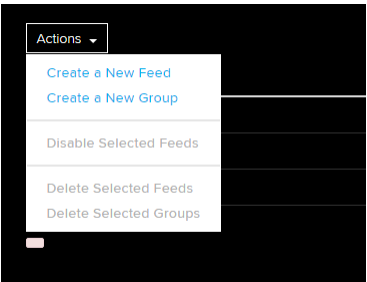 Actions
Create a New Feed
Create a New Group
Disable Selected Feeds
Delete Selected Feeds
Delete Selected Groups